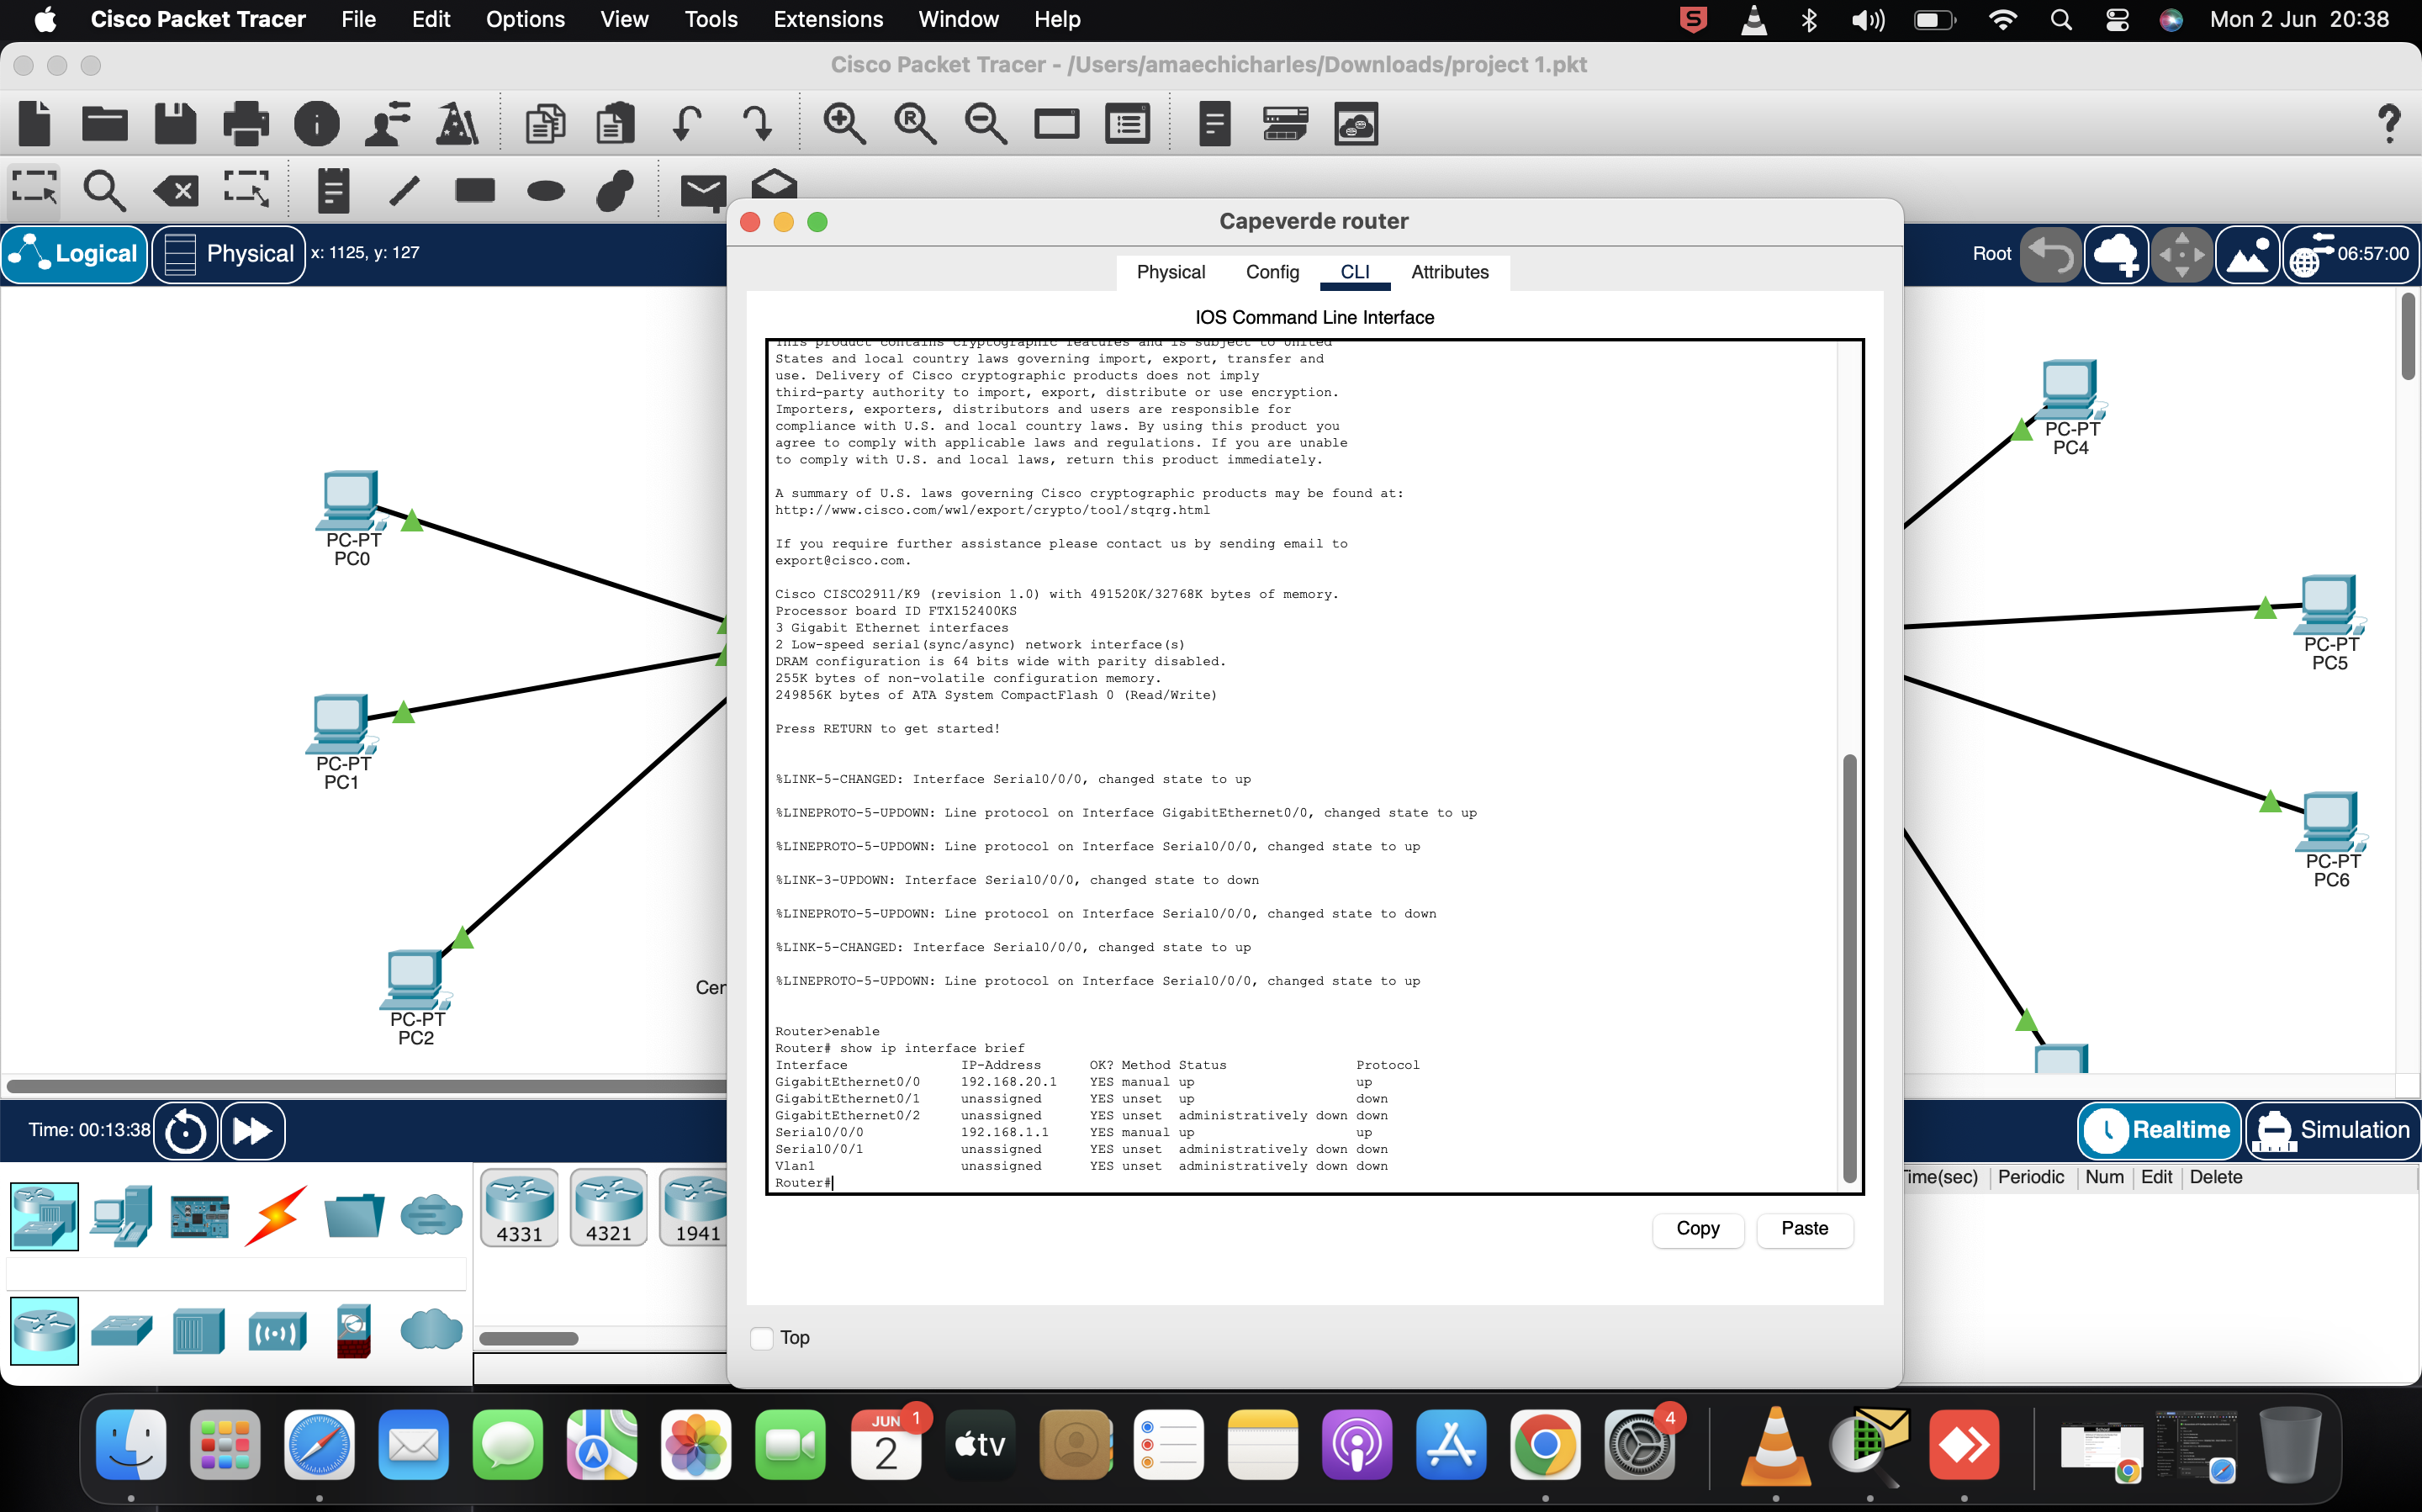 Cisco Packet Tracer File Edit Options View Tools Extensions Window Help
S
Mon 2 Jun 20:38
Cisco Packet Tracer - /Users/amaechicharles/Downloads/project 1.pkt
R
?
Capeverde router
Logical
Physical
x: 1125, y: 127
Root
06:57:00
Physical Config CLI Attributes
IOS Command Line Interface
This product contains cryptographic features and is subject to United
States and local country laws governing import, export, transfer and
use. Delivery of Cisco cryptographic products does not imply
third-party authority to import, export, distribute or use encryption.
Importers, exporters, distributors and users are responsible for
compliance with U.S. and local country laws. By using this product you
agree to comply with applicable laws and regulations. If you are unable
to comply with U.S. and local laws, return this product immediately.
A summary of U.S. laws governing Cisco cryptographic products may be found at:
http://www.cisco.com/wwl/export/crypto/tool/stqrg.html
If you require further assistance please contact us by sending email to
export@cisco.com.
Cisco CISCO2911/K9 (revision 1.0) with 491520K/32768K bytes of memory.
Processor board ID FTX152400KS
3 Gigabit Ethernet interfaces
2 Low-speed serial(sync/async) network interface(s)
DRAM configuration is 64 bits wide with parity disabled.
255K bytes of non-volatile configuration memory.
249856K bytes of ATA System CompactFlash 0 (Read/Write)
Press RETURN to get started!
%LINK-5-CHANGED: Interface Serial0/0/0, changed state to up
%LINEPROTO-5-UPDOWN: Line protocol on Interface GigabitEthernet0/0, changed state to up
%LINEPROTO-5-UPDOWN: Line protocol on Interface Serial0/0/0, changed state to up
%LINK-3-UPDOWN: Interface Serial0/0/0, changed state to down
%LINEPROTO-5-UPDOWN: Line protocol on Interface Serial0/0/0, changed state to down
%LINK-5-CHANGED: Interface Serial0/0/0, changed state to up
%LINEPROTO-5-UPDOWN: Line protocol on Interface Serial0/0/0, changed state to up
Router>enable
Router# show ip interface brief
Interface IP-Address OK? Method Status Protocol
GigabitEthernet0/0 192.168.20.1 YES manual up up
GigabitEthernet0/1 unassigned YES unset up down
GigabitEthernet0/2 unassigned YES unset administratively down down
Serial0/0/0 192.168.1.1 YES manual up up
Serial0/0/1 unassigned YES unset administratively down down
Vlan1 unassigned YES unset administratively down down
Router#
Copy Paste
Top
PC-PT
PC0
PC-PT
PC1
PC-PT
PC2
Cer
PC-PT
PC4
PC-PT
PC5
PC-PT
PC6
Time: 00:13:38
Realtime
Simulation
Time(sec) Periodic Num Edit Delete
4331 4321 1941
JUN 1
2
tv
4